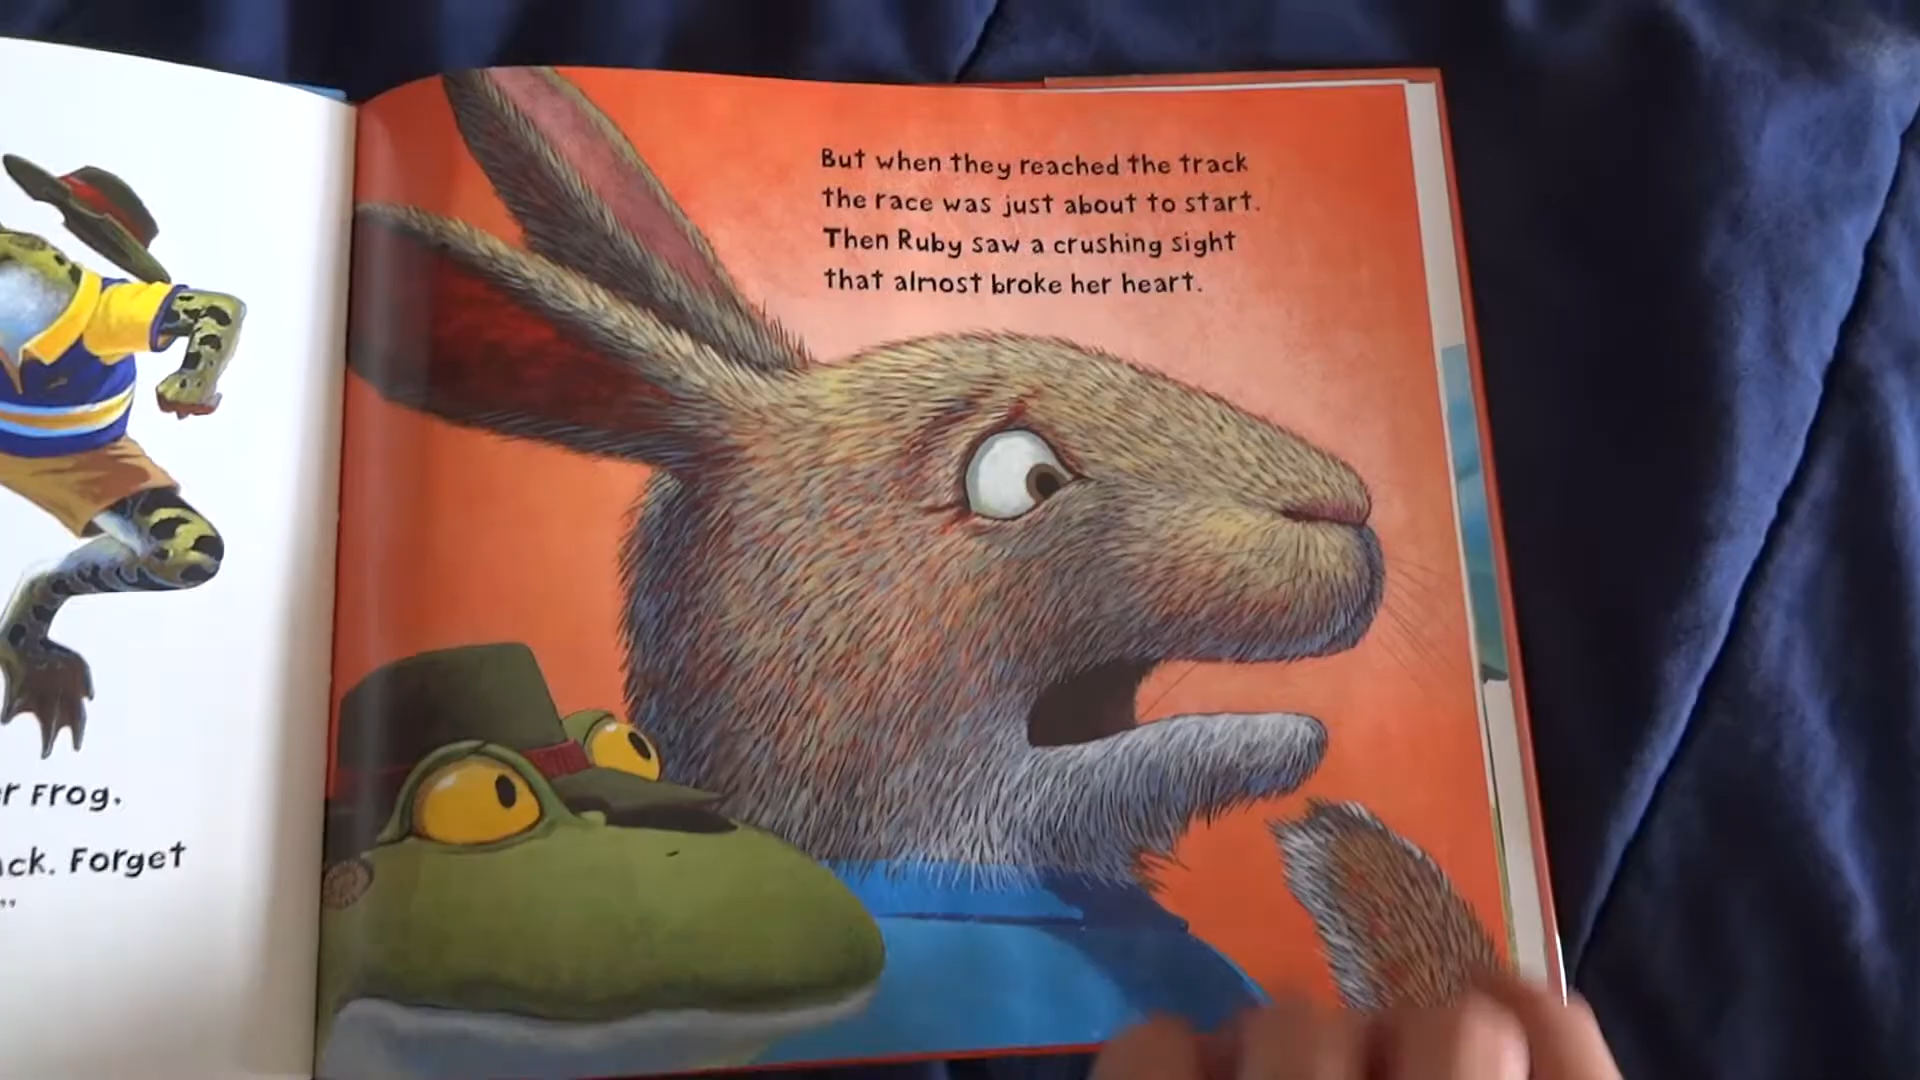 r Frog.
ck. Forget
"
But when they reached the track
the race was just about to start.
Then Ruby saw a crushing sight
that almost broke her heart.